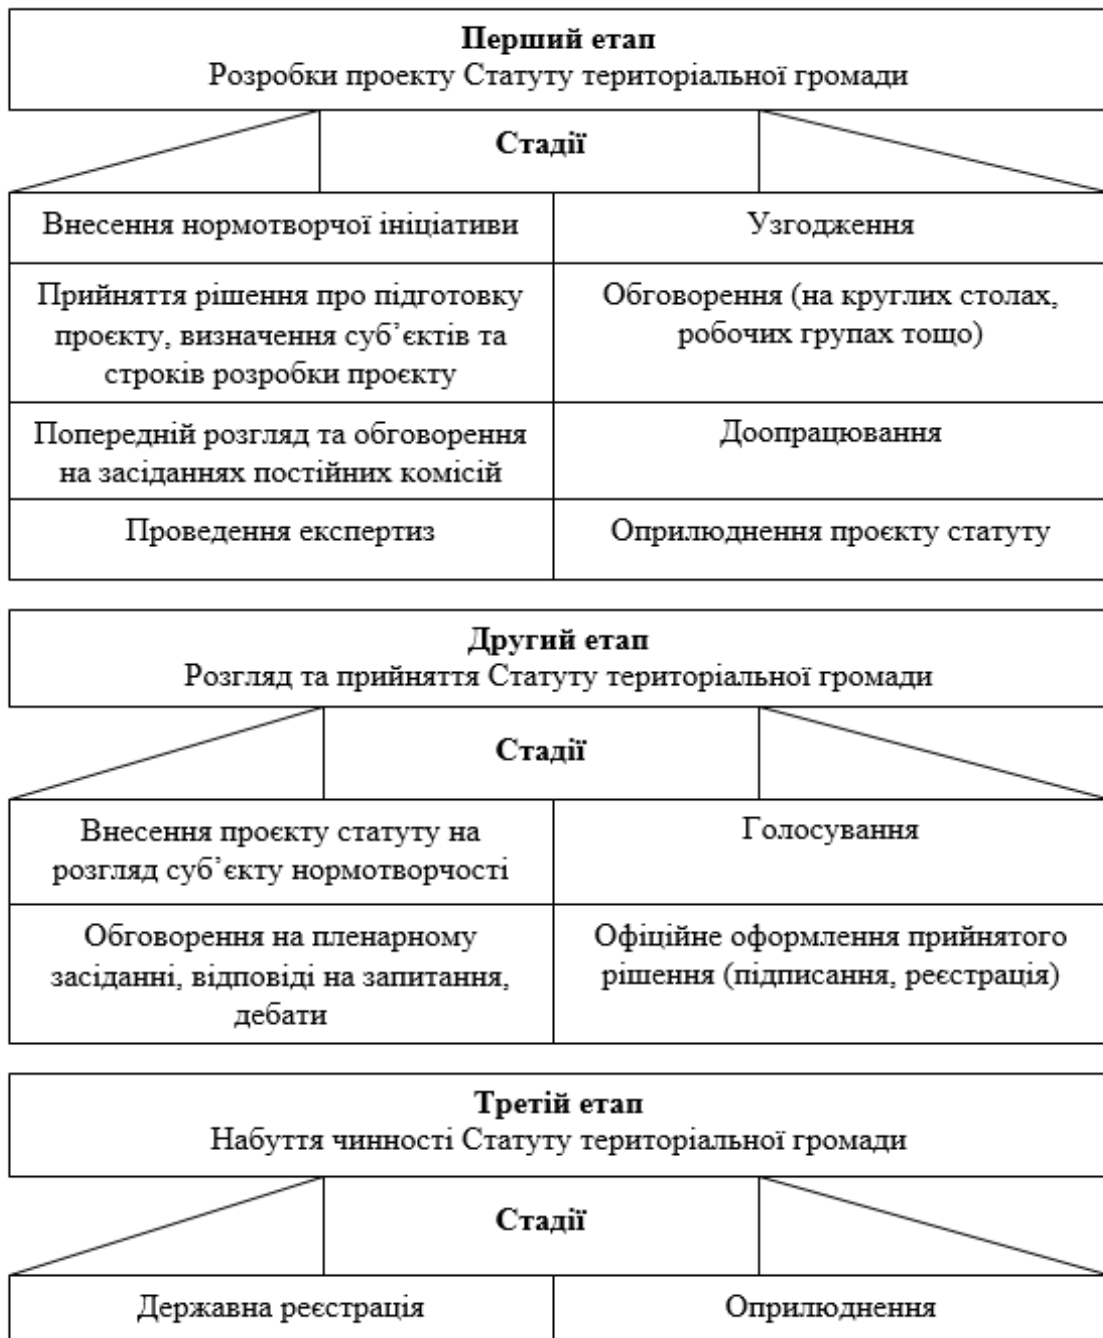 Перший етап
Розробки проекту Статуту територіальної громади
Стадії
Внесення нормотворчої ініціативи
Узгодження
Прийняття рішення про підготовку
проєкту, визначення суб’єктів та
строків розробки проєкту
Обговорення (на круглих столах,
робочих групах тощо)
Попередній розгляд та обговорення
на засіданнях постійних комісій
Доопрацювання
Проведення експертиз
Оприлюднення проєкту статуту
Другий етап
Розгляд та прийняття Статуту територіальної громади
Стадії
Внесення проєкту статуту на
розгляд суб’єкту нормотворчості
Голосування
Обговорення на пленарному
засіданні, відповіді на запитання,
дебати
Офіційне оформлення прийнятого
рішення (підписання, реєстрація)
Третій етап
Набуття чинності Статуту територіальної громади
Стадії
Державна реєстрація
Оприлюднення